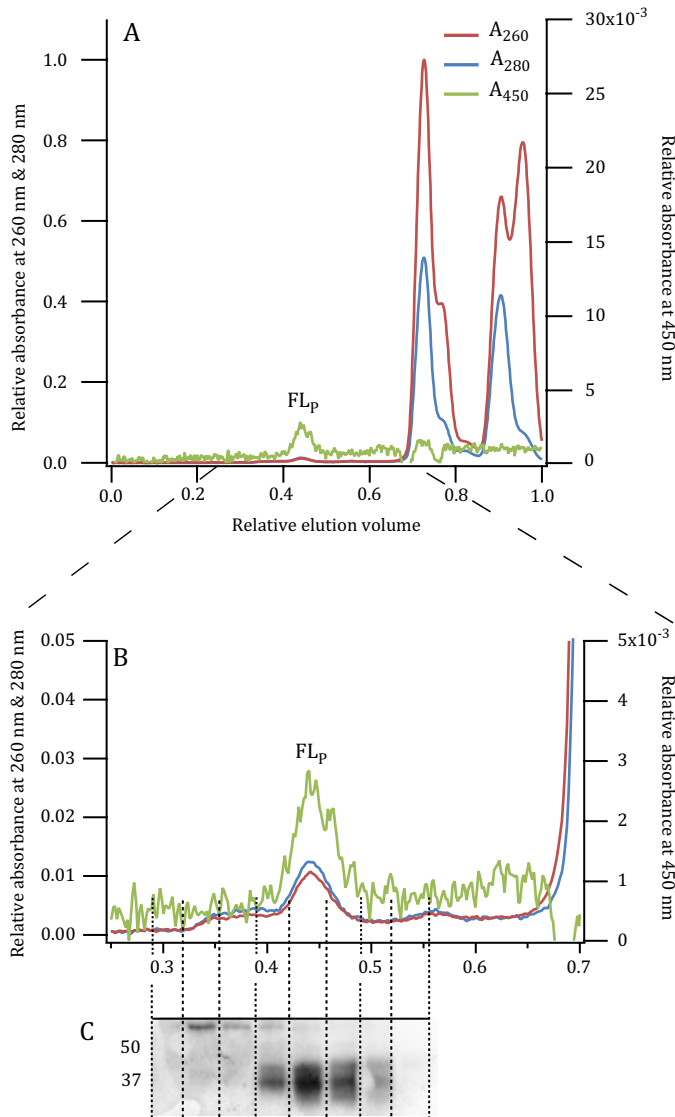 A
A260
A280
A450
30x10-3
1.0
25
0.8
20
0.6
15
0.4
10
0.2
5
0.0
0
FLP
0.0
0.2
0.4
0.6
0.8
1.0
Relative elution volume
Relative absorbance at 260 nm & 280 nm
Relative absorbance at 450 nm
B
0.05
5x10-3
0.04
4
0.03
3
0.02
2
0.01
1
0.00
0
FLP
0.3
0.4
0.5
0.6
0.7
Relative absorbance at 260 nm & 280 nm
Relative absorbance at 450 nm
C
50
37